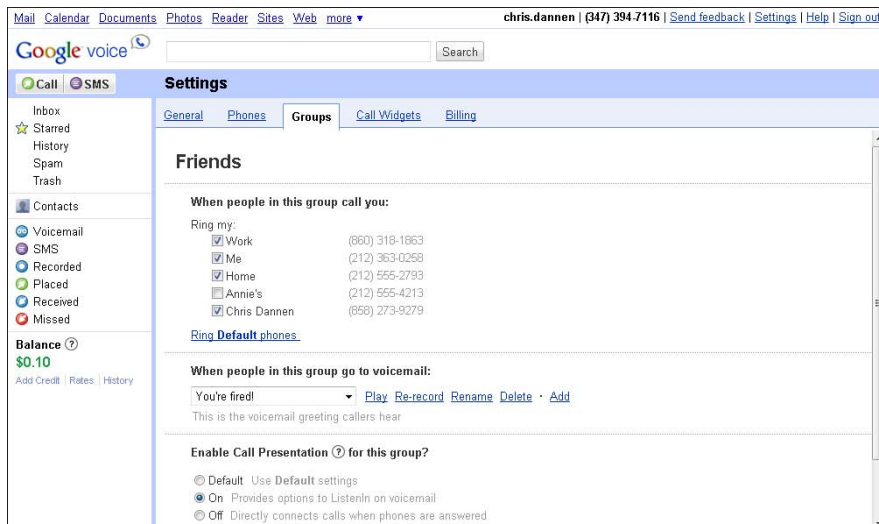 Mail Calendar Documents Photos Reader Sites Web more ▼ chris.dannen | (347) 394-7116 | Send feedback | Settings | Help | Sign out
Google voice Search
Call SMS Settings
General Phones Groups Call Widgets Billing
Inbox
Starred
History
Spam
Trash
Contacts
Voicemail
SMS
Recorded
Placed
Received
Missed
Balance ?
$0.10
Add Credit | Rates | History
Friends
When people in this group call you:
Ring my:
Work (860) 318-1863
Me (212) 363-0258
Home (212) 555-2793
Annie's (212) 555-4213
Chris Dannen (858) 273-9279
Ring Default phones
When people in this group go to voicemail:
You're fired! Play Re-record Rename Delete · Add
This is the voicemail greeting callers hear
Enable Call Presentation ? for this group?
Default Use Default settings
On Provides options to ListenIn on voicemail
Off Directly connects calls when phones are answered